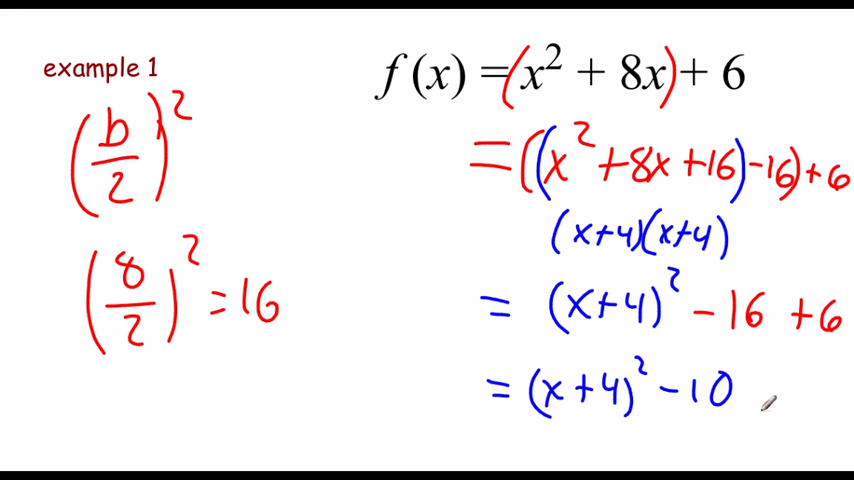 example 1
f(x) = (x² + 8x) + 6
(b/2)²
= ((x² + 8x + 16) - 16) + 6
(x+4)(x+4)
(8/2)² = 16
= (x+4)² - 16 + 6
= (x+4)² - 10